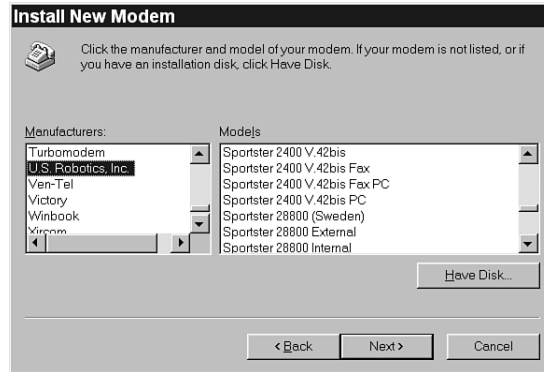 Install New Modem
Click the manufacturer and model of your modem. If your modem is not listed, or if
you have an installation disk, click Have Disk.
Manufacturers:
Turbomodem
U.S. Robotics, Inc.
Ven-Tel
Victory
Winbook
Xircom
Models
Sportster 2400 V.42bis
Sportster 2400 V.42bis Fax
Sportster 2400 V.42bis Fax PC
Sportster 2400 V.42bis PC
Sportster 28800 (Sweden)
Sportster 28800 External
Sportster 28800 Internal
Have Disk...
< Back
Next >
Cancel